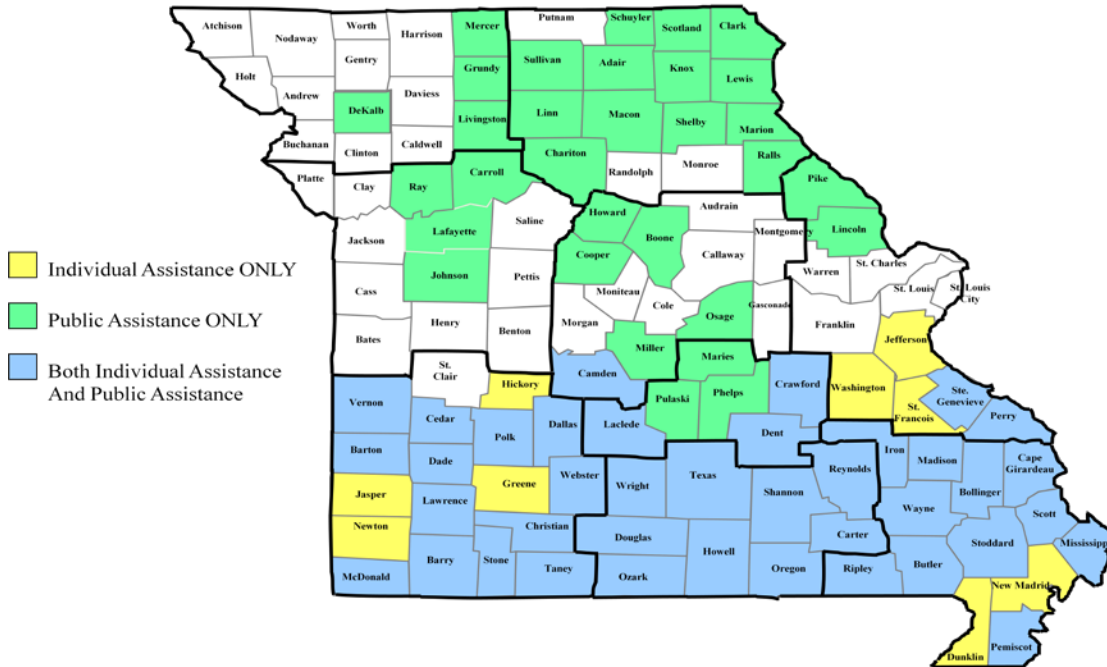 Atchison
Nodaway
Worth
Harrison
Mercer
Putnam
Schuyler
Scotland
Clark
Holt
Gentry
Grundy
Sullivan
Adair
Knox
Lewis
Andrew
DeKalb
Daviess
Livingston
Linn
Macon
Shelby
Marion
Buchanan
Clinton
Caldwell
Chariton
Randolph
Monroe
Ralls
Platte
Clay
Ray
Carroll
Pike
Jackson
Lafayette
Saline
Howard
Boone
Audrain
Montgomery
Lincoln
Individual Assistance ONLY
Cass
Johnson
Pettis
Cooper
Moniteau
Callaway
Warren
St. Charles
St. Louis
St. Louis
City
Public Assistance ONLY
Bates
Henry
Benton
Morgan
Cole
Osage
Gasconade
Franklin
Jefferson
Both Individual Assistance
And Public Assistance
St.
Clair
Hickory
Camden
Miller
Maries
Pulaski
Phelps
Crawford
Washington
St.
Francois
Ste.
Genevieve
Perry
Vernon
Cedar
Polk
Dallas
Laclede
Dent
Iron
Madison
Cape
Girardeau
Barton
Dade
Greene
Webster
Wright
Texas
Shannon
Reynolds
Wayne
Bollinger
Scott
Jasper
Lawrence
Newton
Christian
Douglas
Howell
Carter
Stoddard
Mississippi
McDonald
Barry
Stone
Taney
Ozark
Oregon
Ripley
Butler
New Madrid
Dunklin
Pemiscot